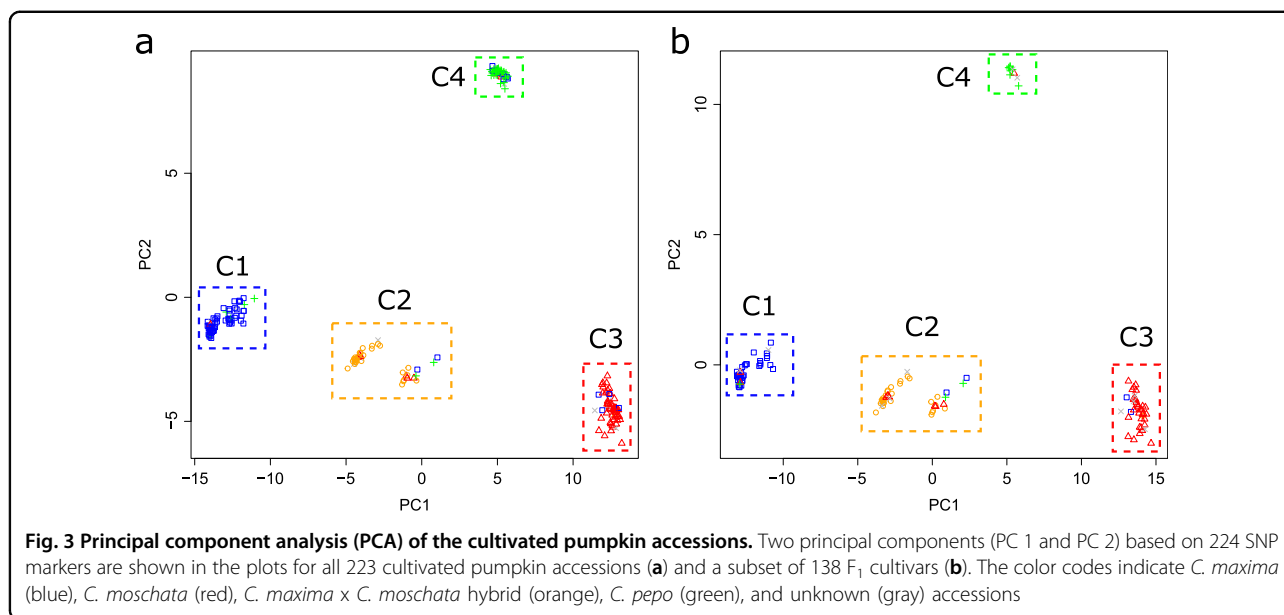 a
b
C4
C4
5
10
PC2
PC2
0
5
C1
C2
C1
C2
0
C3
C3
−5
−15
−10
−5
0
5
10
−10
−5
0
5
10
15
PC1
PC1
Fig. 3 Principal component analysis (PCA) of the cultivated pumpkin accessions. Two principal components (PC 1 and PC 2) based on 224 SNP
markers are shown in the plots for all 223 cultivated pumpkin accessions (a) and a subset of 138 F₁ cultivars (b). The color codes indicate C. maxima
(blue), C. moschata (red), C. maxima x C. moschata hybrid (orange), C. pepo (green), and unknown (gray) accessions